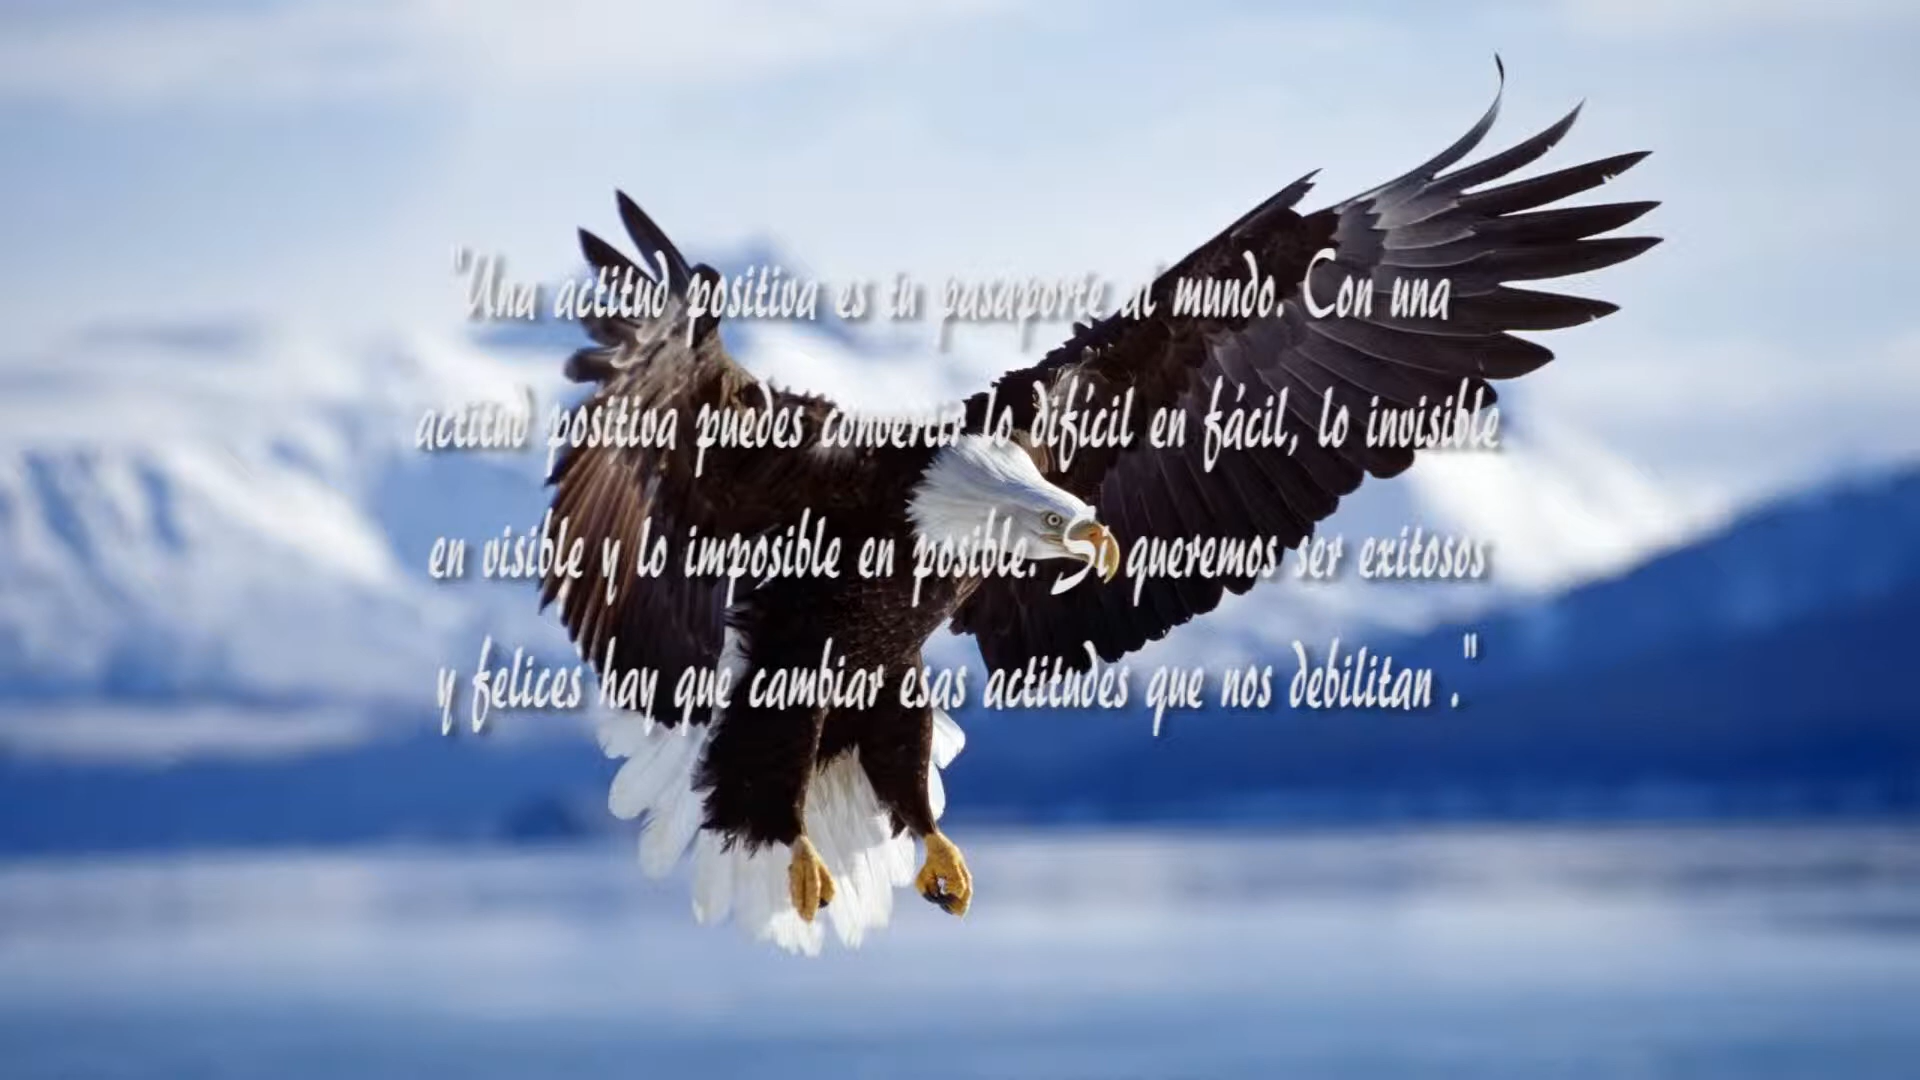 "Una actitud positiva es tu pasaporte al mundo. Con una
actitud positiva puedes convertir lo difícil en fácil, lo invisible
en visible y lo imposible en posible. Si queremos ser exitosos
y felices hay que cambiar esas actitudes que nos debilitan ."